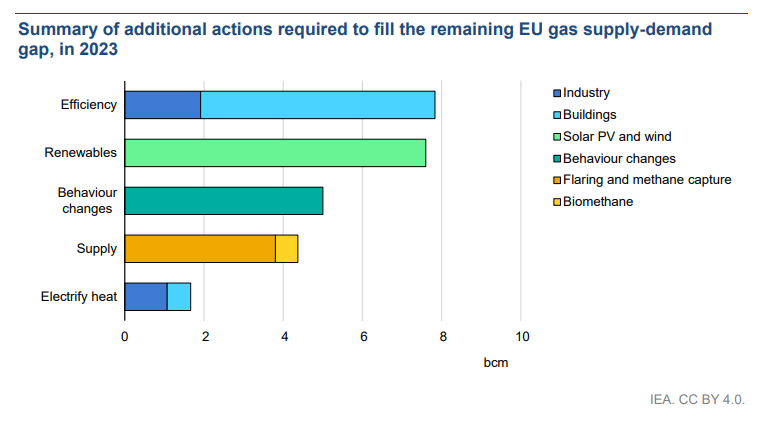 Summary of additional actions required to fill the remaining EU gas supply-demand
gap, in 2023
Efficiency
Renewables
Behaviour
changes
Supply
Electrify heat
0 2 4 6 8 10
bcm
Industry
Buildings
Solar PV and wind
Behaviour changes
Flaring and methane capture
Biomethane
IEA. CC BY 4.0.